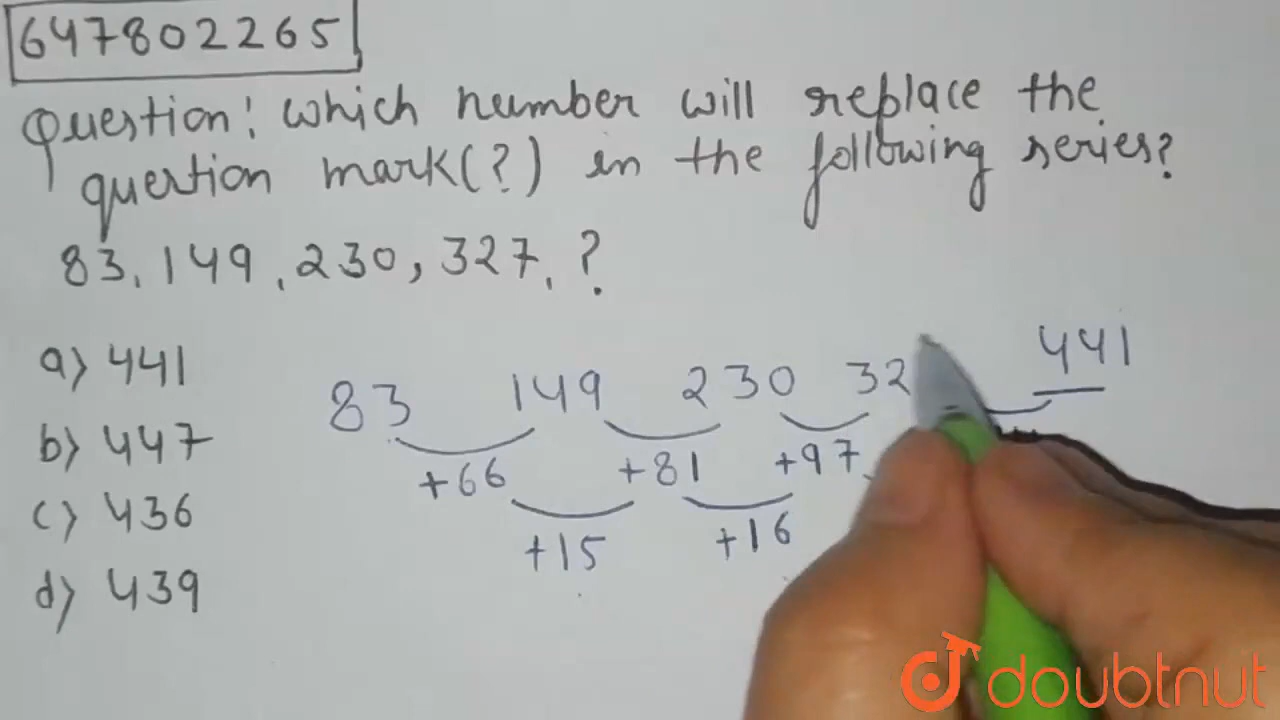 647802265
Question: Which number will replace the
question mark(?) in the following series?
83, 149, 230, 327, ?
a) 441
b) 447
c) 436
d) 439
83 149 230 32 441
+66 +81 +97
+15 +16
doubtnut